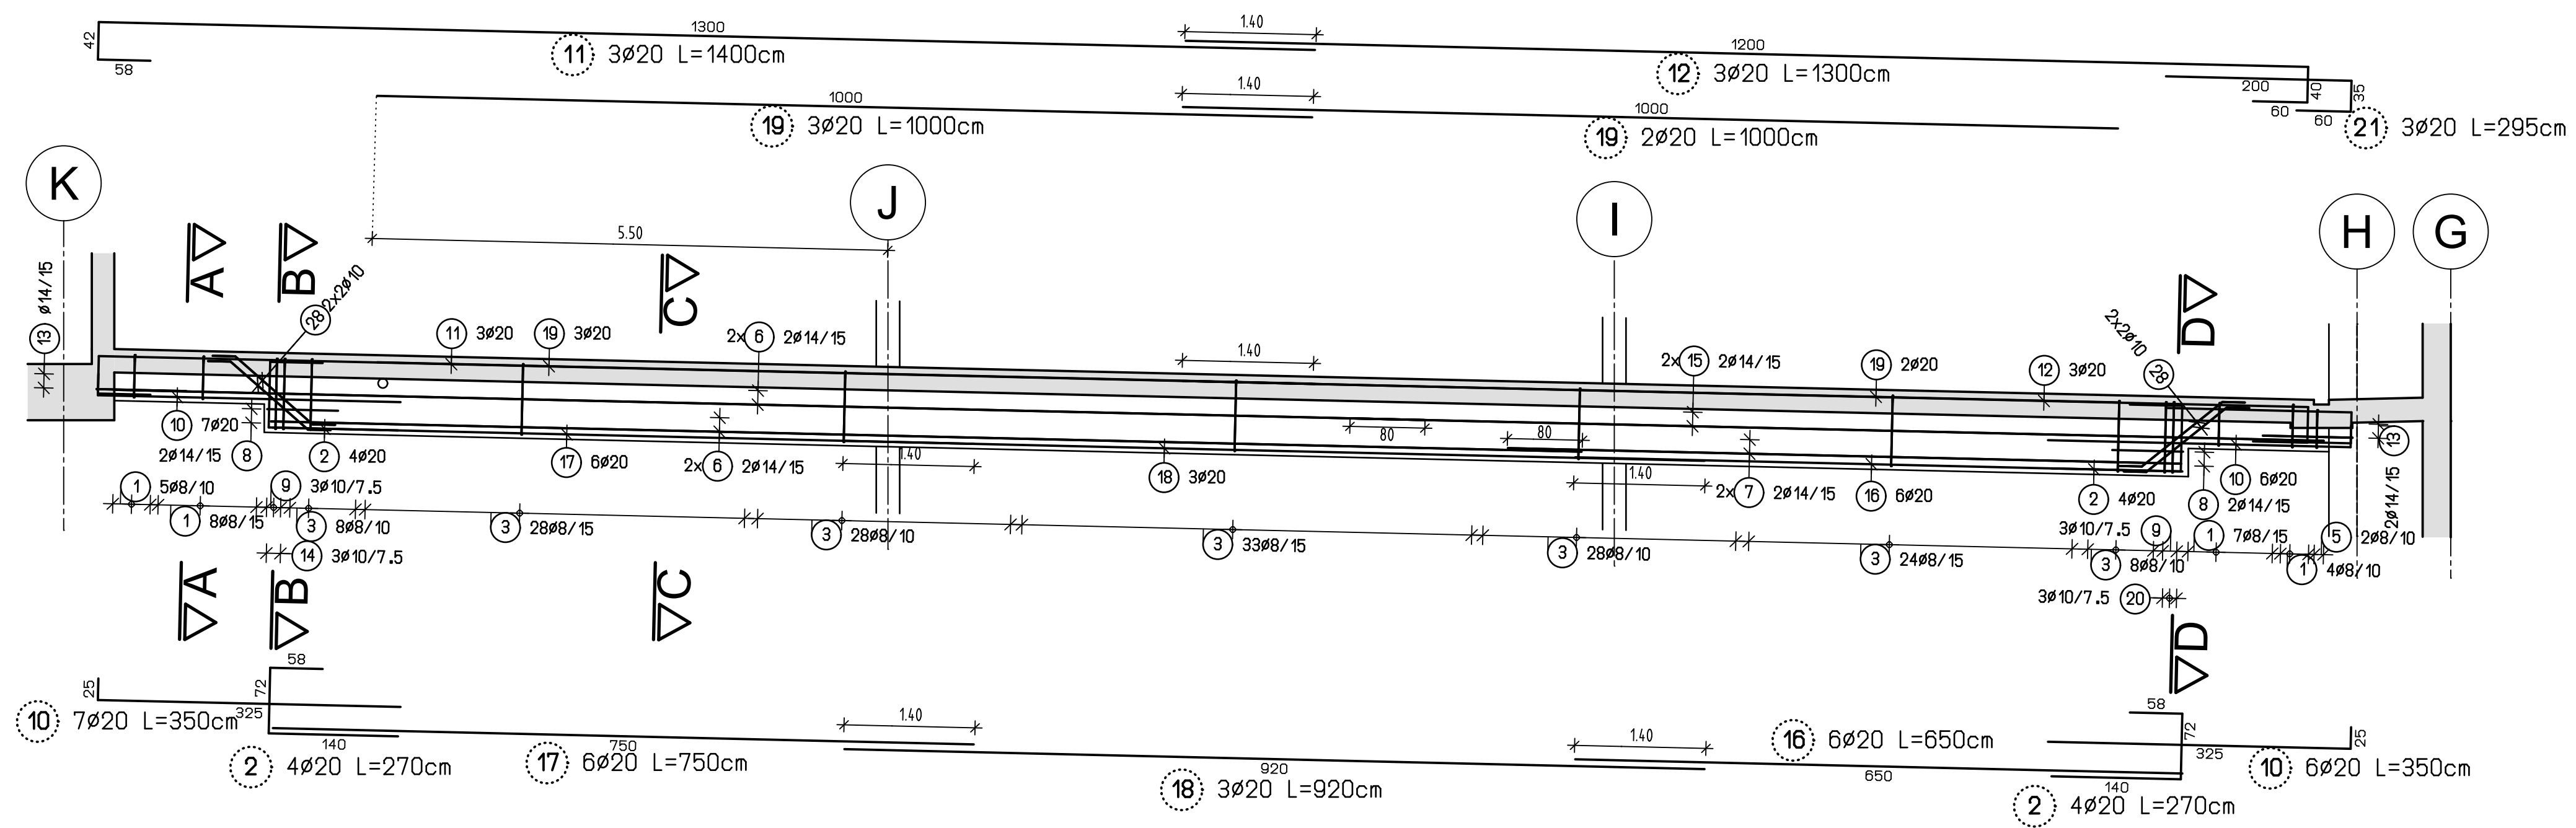 1300
42
58
11 3ø20 L=1400cm
1.40
1200
12 3ø20 L=1300cm
200
40
60
35
60
21 3ø20 L=295cm
1000
19 3ø20 L=1000cm
1.40
1000
19 2ø20 L=1000cm
K
J
I
H
G
5.50
A
B
C
D
13 ø14/15
28 2x2ø10
11 3ø20
19 3ø20
2x 6 2ø14/15
1.40
2x 15 2ø14/15
19 2ø20
12 3ø20
2x2ø10
28
10 7ø20
2ø14/15 8
2 4ø20
17 6ø20
2x 6 2ø14/15
1.40
18 3ø20
80
80
1.40
2x 7 2ø14/15
16 6ø20
2 4ø20
10 6ø20
8 2ø14/15
13 2ø14/15
1 5ø8/10
1 8ø8/15
9 3ø10/7.5
3 8ø8/10
14 3ø10/7.5
3 28ø8/15
3 28ø8/10
3 33ø8/15
3 28ø8/10
3 24ø8/15
3ø10/7.5 9
3 8ø8/10
1 7ø8/15
5 2ø8/10
1 4ø8/10
3ø10/7.5 20
A
B
C
D
25
10 7ø20 L=350cm
325
58
72
140
2 4ø20 L=270cm
750
17 6ø20 L=750cm
1.40
920
18 3ø20 L=920cm
1.40
16 6ø20 L=650cm
650
58
72
140
2 4ø20 L=270cm
325
25
10 6ø20 L=350cm